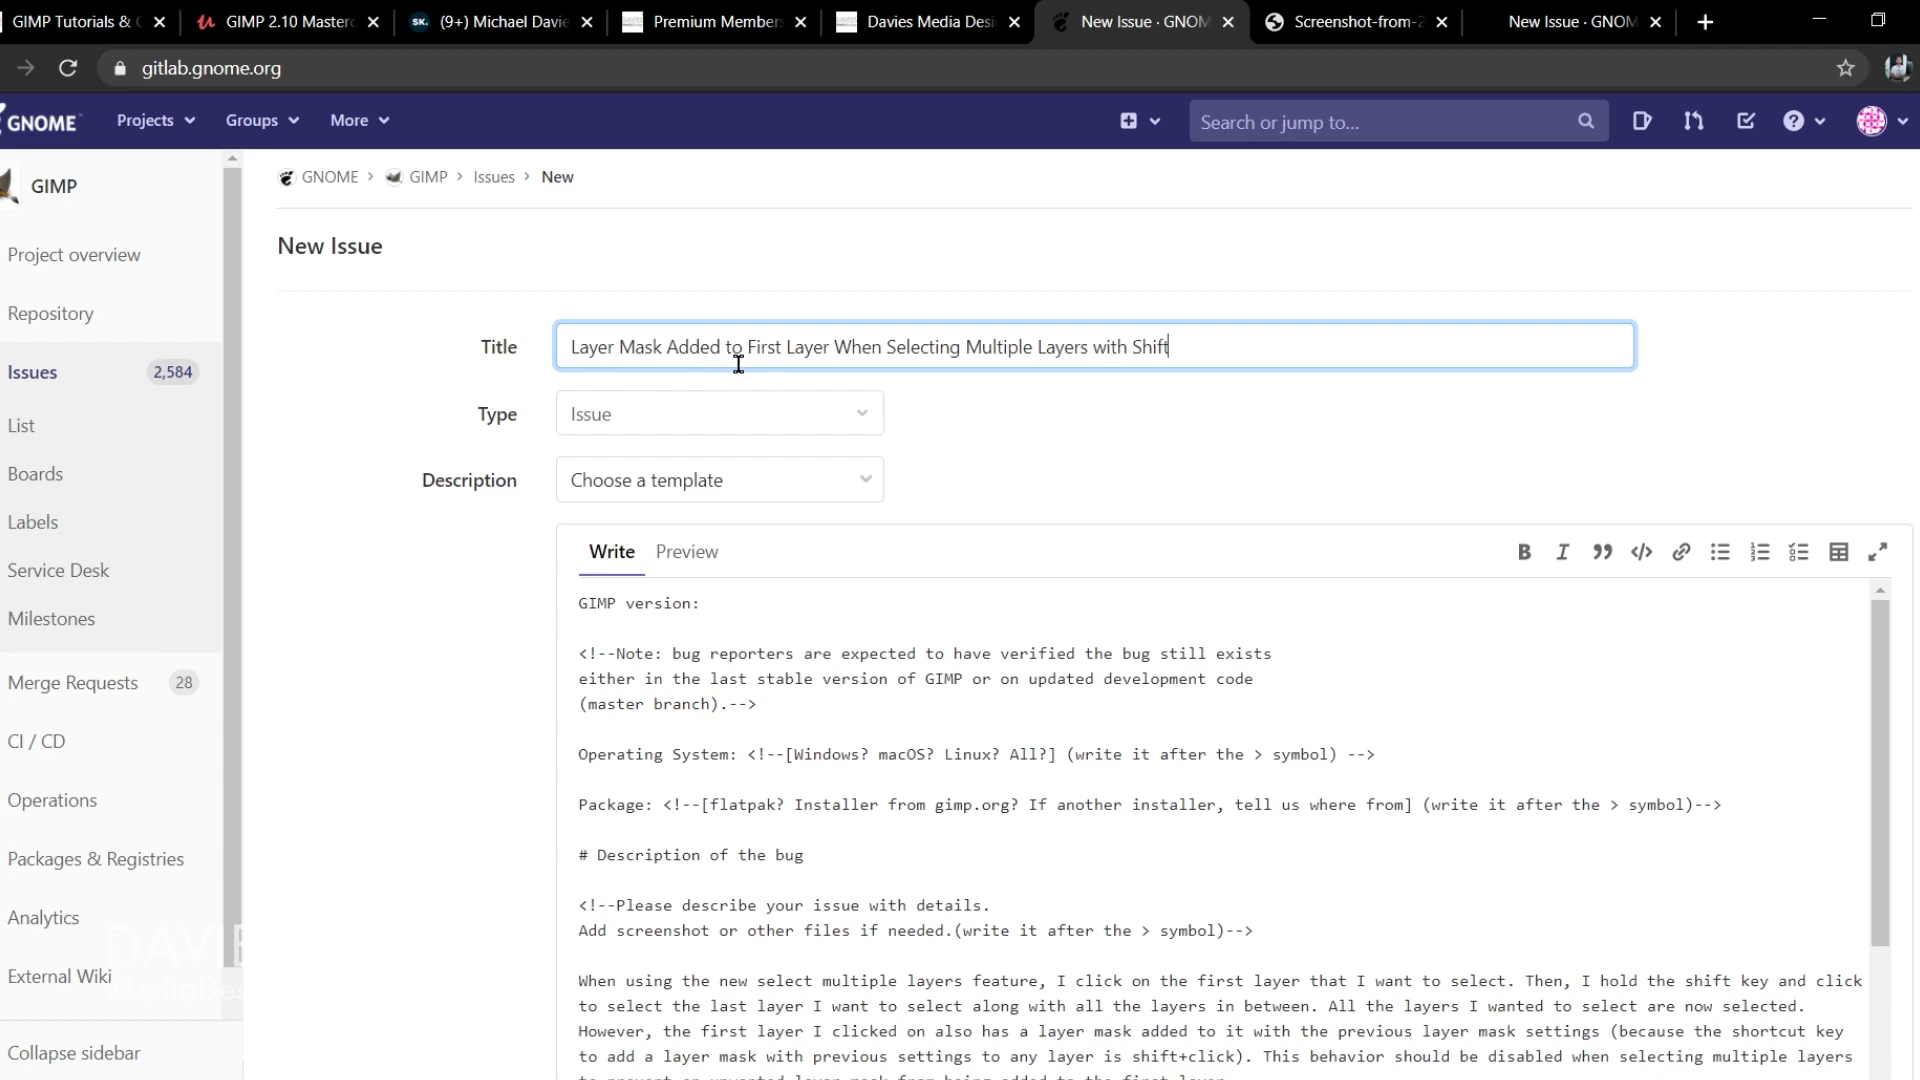 GIMP Tutorials & GIMP 2.10 Masterc (9+) Michael Davie Premium Members Davies Media Desi New Issue · GNOM Screenshot-from-2 New Issue · GNOM
gitlab.gnome.org
GNOME Projects Groups More Search or jump to...
GIMP
Project overview
Repository
Issues 2,584
List
Boards
Labels
Service Desk
Milestones
Merge Requests 28
CI / CD
Operations
Packages & Registries
Analytics
External Wiki
Collapse sidebar
GNOME > GIMP > Issues > New
New Issue
Title Layer Mask Added to First Layer When Selecting Multiple Layers with Shift
Type Issue
Description Choose a template
Write Preview
GIMP version:
<!--Note: bug reporters are expected to have verified the bug still exists
either in the last stable version of GIMP or on updated development code
(master branch).-->
Operating System: <!--[Windows? macOS? Linux? All?] (write it after the > symbol) -->
Package: <!--[flatpak? Installer from gimp.org? If another installer, tell us where from] (write it after the > symbol)-->
# Description of the bug
<!--Please describe your issue with details.
Add screenshot or other files if needed.(write it after the > symbol)-->
When using the new select multiple layers feature, I click on the first layer that I want to select. Then, I hold the shift key and click
to select the last layer I want to select along with all the layers in between. All the layers I wanted to select are now selected.
However, the first layer I clicked on also has a layer mask added to it with the previous layer mask settings (because the shortcut key
to add a layer mask with previous settings to any layer is shift+click). This behavior should be disabled when selecting multiple layers